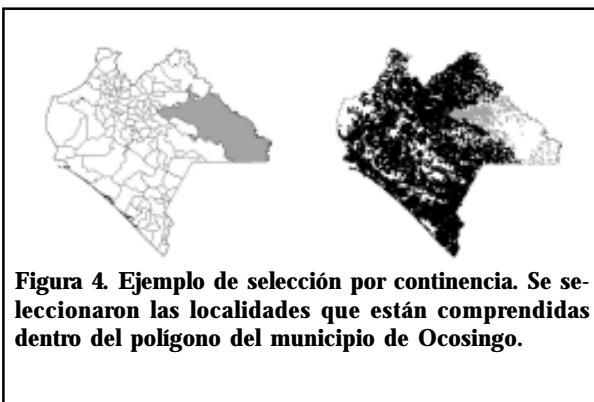 Figura 4. Ejemplo de selección por continencia. Se se-
leccionaron las localidades que están comprendidas
dentro del polígono del municipio de Ocosingo.